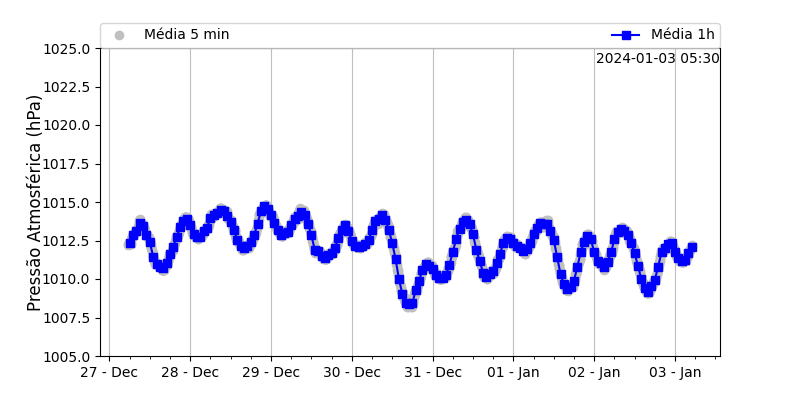 Média 5 min
Média 1h
2024-01-03 05:30
Pressão Atmosférica (hPa)
1025.0
1022.5
1020.0
1017.5
1015.0
1012.5
1010.0
1007.5
1005.0
27 - Dec
28 - Dec
29 - Dec
30 - Dec
31 - Dec
01 - Jan
02 - Jan
03 - Jan